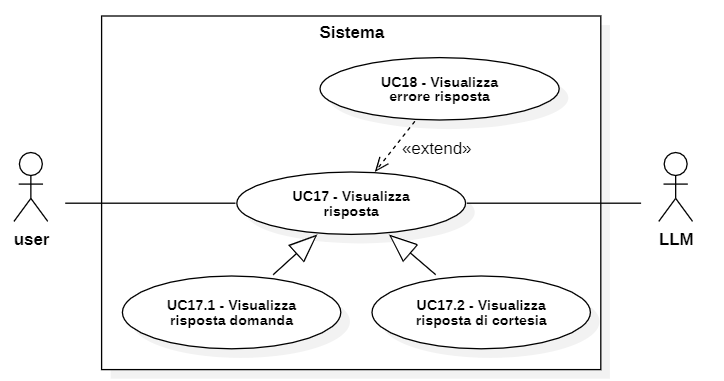 Sistema
UC18 - Visualizza
errore risposta
«extend»
UC17 - Visualizza
risposta
user
LLM
UC17.1 - Visualizza
risposta domanda
UC17.2 - Visualizza
risposta di cortesia